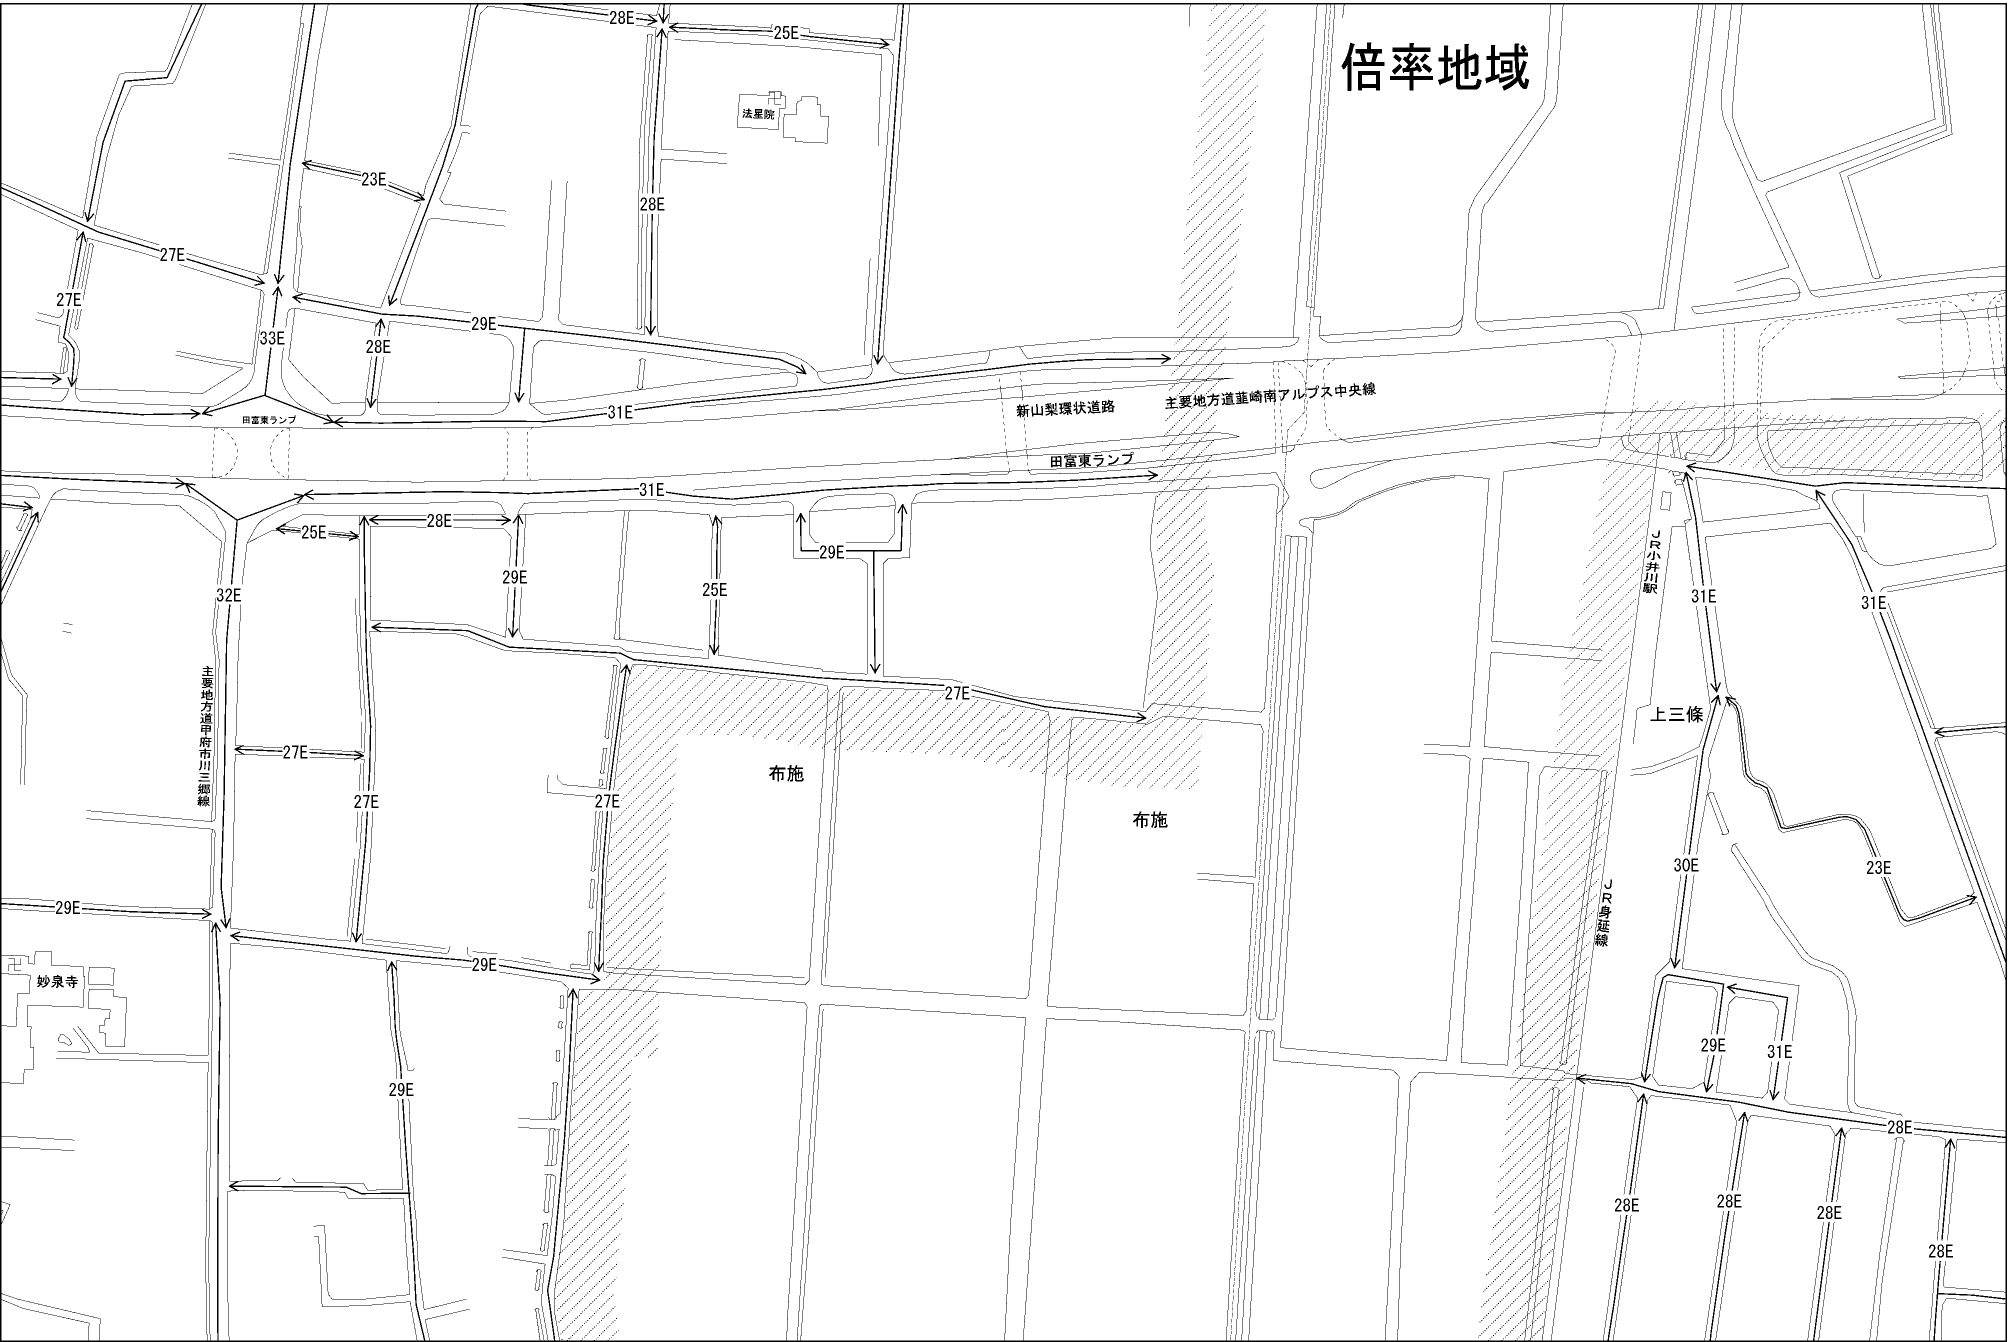 28E
25E
倍率地域
法星院
23E
28E
27E
27E
29E
33E
28E
主要地方道韮崎南アルプス中央線
新山梨環状道路
31E
田富東ランプ
田富東ランプ
31E
28E
25E
29E
29E
25E
32E
JR小井川駅
31E
31E
主要地方道甲府市川三郷線
27E
上三條
27E
布施
27E
27E
布施
30E
23E
29E
JR身延線
29E
妙泉寺
29E
31E
29E
28E
28E
28E
28E
28E